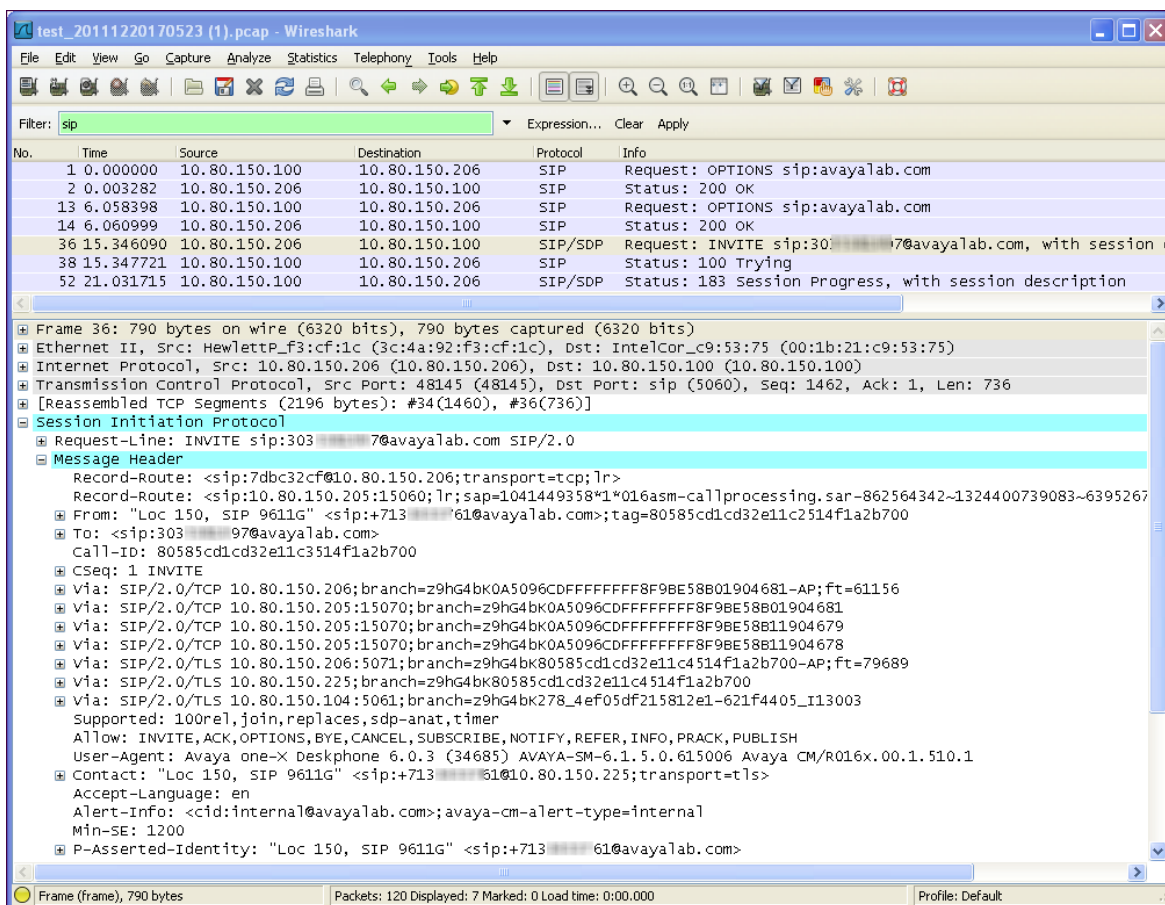 test_20111220170523 (1).pcap - Wireshark
File Edit View Go Capture Analyze Statistics Telephony Tools Help
Filter: sip Expression... Clear Apply
No. Time Source Destination Protocol Info
1 0.000000 10.80.150.100 10.80.150.206 SIP Request: OPTIONS sip:avayalab.com
2 0.003282 10.80.150.206 10.80.150.100 SIP Status: 200 OK
13 6.058398 10.80.150.100 10.80.150.206 SIP Request: OPTIONS sip:avayalab.com
14 6.060999 10.80.150.206 10.80.150.100 SIP Status: 200 OK
36 15.346090 10.80.150.206 10.80.150.100 SIP/SDP Request: INVITE sip:303 7@avayalab.com, with session
38 15.347721 10.80.150.100 10.80.150.206 SIP Status: 100 Trying
52 21.031715 10.80.150.100 10.80.150.206 SIP/SDP Status: 183 Session Progress, with session description
Frame 36: 790 bytes on wire (6320 bits), 790 bytes captured (6320 bits)
Ethernet II, Src: HewlettP_f3:cf:1c (3c:4a:92:f3:cf:1c), Dst: IntelCor_c9:53:75 (00:1b:21:c9:53:75)
Internet Protocol, Src: 10.80.150.206 (10.80.150.206), Dst: 10.80.150.100 (10.80.150.100)
Transmission Control Protocol, Src Port: 48145 (48145), Dst Port: sip (5060), Seq: 1462, Ack: 1, Len: 736
[Reassembled TCP Segments (2196 bytes): #34(1460), #36(736)]
Session Initiation Protocol
Request-Line: INVITE sip:303 7@avayalab.com SIP/2.0
Message Header
Record-Route: <sip:7dbc32cf@10.80.150.206;transport=tcp;lr>
Record-Route: <sip:10.80.150.205:15060;lr;sap=1041449358*1*016asm-callprocessing.sar-862564342~1324400739083~6395267
From: "Loc 150, SIP 9611G" <sip:+713 61@avayalab.com>;tag=80585cd1cd32e11c2514f1a2b700
To: <sip:303 97@avayalab.com>
Call-ID: 80585cd1cd32e11c3514f1a2b700
CSeq: 1 INVITE
Via: SIP/2.0/TCP 10.80.150.206;branch=z9hG4bK0A5096CDFFFFFFFF8F9BE58B01904681-AP;ft=61156
Via: SIP/2.0/TCP 10.80.150.205:15070;branch=z9hG4bK0A5096CDFFFFFFFF8F9BE58B01904681
Via: SIP/2.0/TCP 10.80.150.205:15070;branch=z9hG4bK0A5096CDFFFFFFFF8F9BE58B11904679
Via: SIP/2.0/TCP 10.80.150.205:15070;branch=z9hG4bK0A5096CDFFFFFFFF8F9BE58B11904678
Via: SIP/2.0/TLS 10.80.150.206:5071;branch=z9hG4bK80585cd1cd32e11c4514f1a2b700-AP;ft=79689
Via: SIP/2.0/TLS 10.80.150.225;branch=z9hG4bK80585cd1cd32e11c4514f1a2b700
Via: SIP/2.0/TLS 10.80.150.104:5061;branch=z9hG4bK278_4ef05df215812e1-621f4405_I13003
Supported: 100rel,join,replaces,sdp-anat,timer
Allow: INVITE,ACK,OPTIONS,BYE,CANCEL,SUBSCRIBE,NOTIFY,REFER,INFO,PRACK,PUBLISH
User-Agent: Avaya one-X Deskphone 6.0.3 (34685) AVAYA-SM-6.1.5.0.615006 Avaya CM/R016x.00.1.510.1
Contact: "Loc 150, SIP 9611G" <sip:+713 61@10.80.150.225;transport=tls>
Accept-Language: en
Alert-Info: <cid:internal@avayalab.com>;avaya-cm-alert-type=internal
Min-SE: 1200
P-Asserted-Identity: "Loc 150, SIP 9611G" <sip:+713 61@avayalab.com>
Frame (frame), 790 bytes Packets: 120 Displayed: 7 Marked: 0 Load time: 0:00.000 Profile: Default